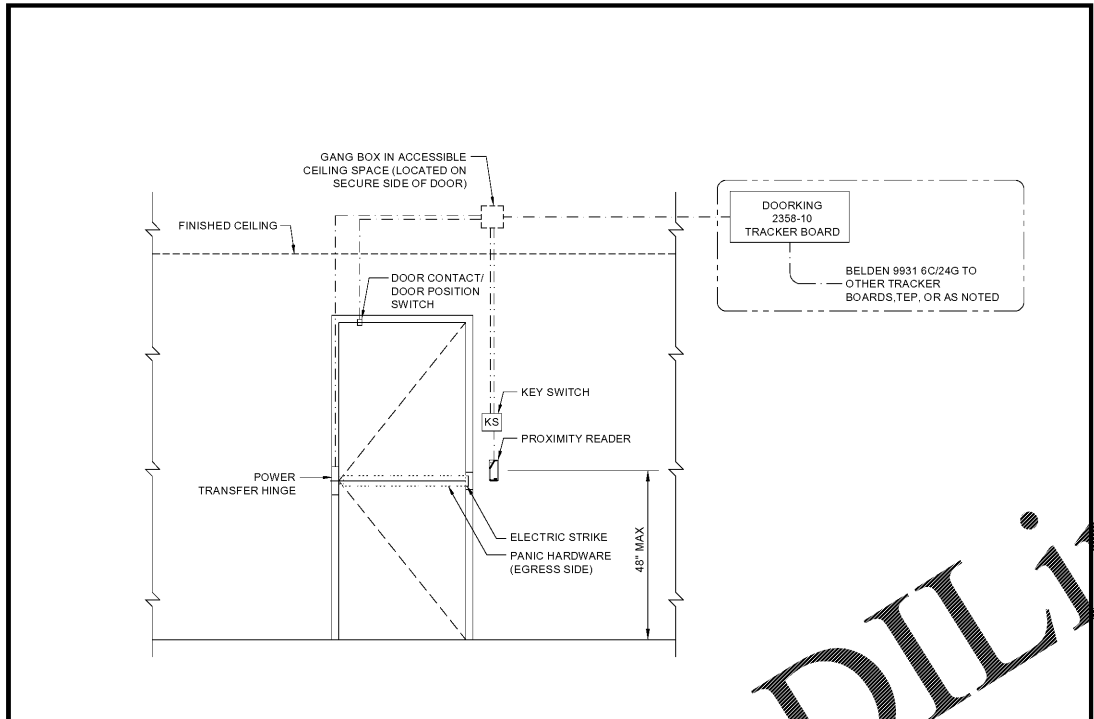 GANG BOX IN ACCESSIBLE
CEILING SPACE (LOCATED ON
SECURE SIDE OF DOOR)
FINISHED CEILING
DOORKING
2358-10
TRACKER BOARD
BELDEN 9931 6C/24G TO
OTHER TRACKER
BOARDS,TEP, OR AS NOTED
DOOR CONTACT/
DOOR POSITION
SWITCH
KEY SWITCH
KS
PROXIMITY READER
POWER
TRANSFER HINGE
ELECTRIC STRIKE
PANIC HARDWARE
(EGRESS SIDE)
48" MAX